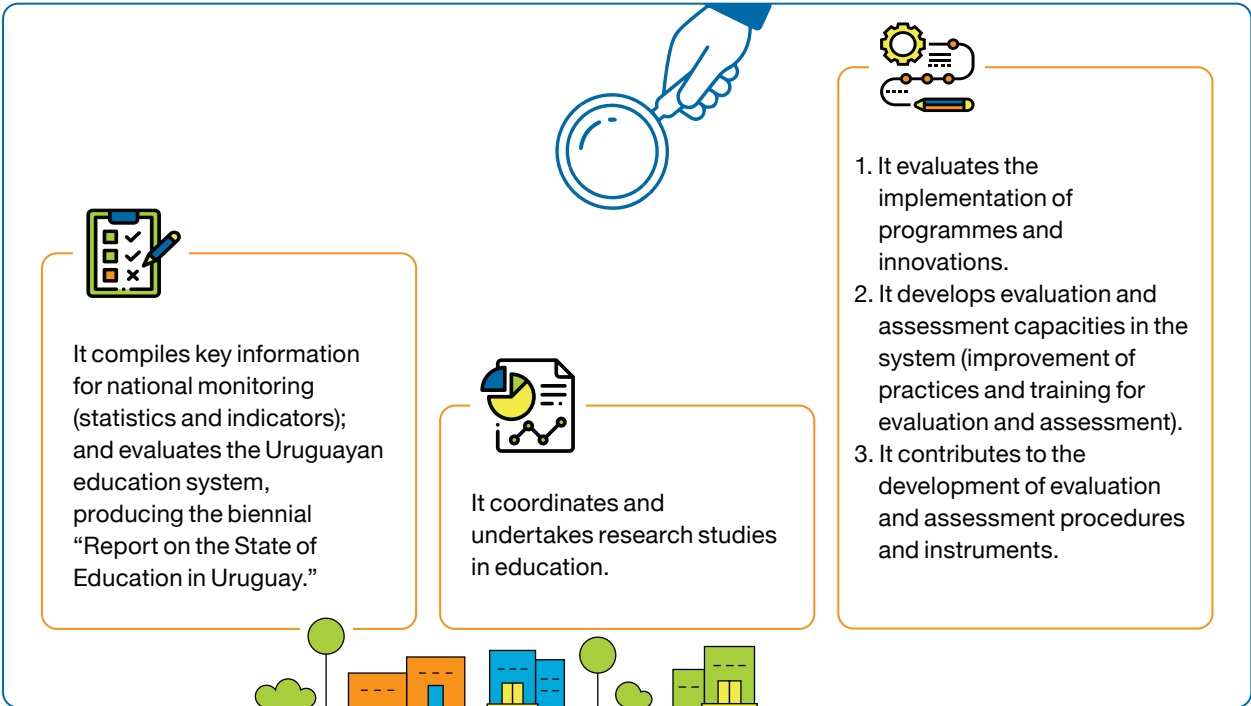 It compiles key information
for national monitoring
(statistics and indicators);
and evaluates the Uruguayan
education system,
producing the biennial
“Report on the State of
Education in Uruguay.”
It coordinates and
undertakes research studies
in education.
1. It evaluates the
implementation of
programmes and
innovations.
2. It develops evaluation and
assessment capacities in the
system (improvement of
practices and training for
evaluation and assessment).
3. It contributes to the
development of evaluation
and assessment procedures
and instruments.